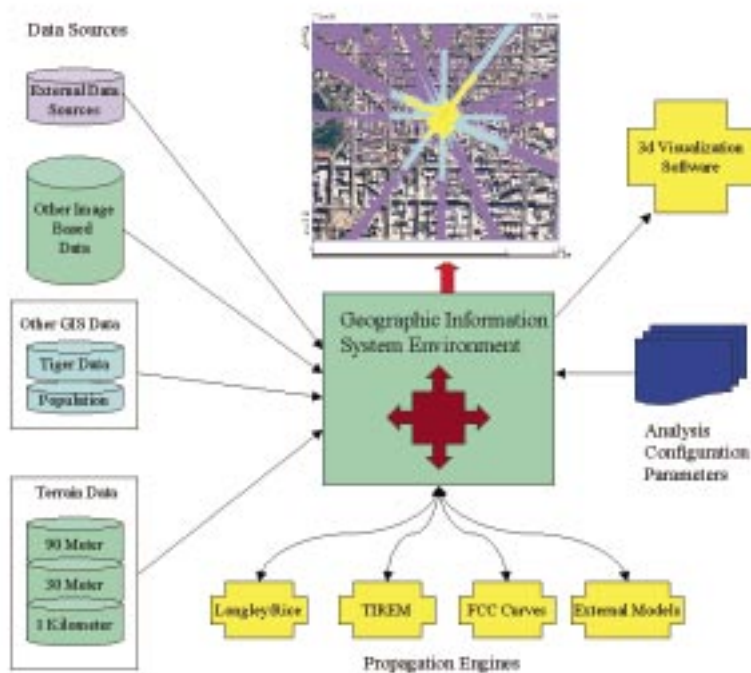 Data Sources
External Data
Sources
Other Image
Based
Data
Other GIS Data
Tiger Data
Population
Terrain Data
90 Meter
30 Meter
1 Kilometer
3d Visualization
Software
Geographic Information
System Environment
Analysis
Configuration
Parameters
Longley/Rice
TIREM
FCC Curves
External Models
Propagation Engines